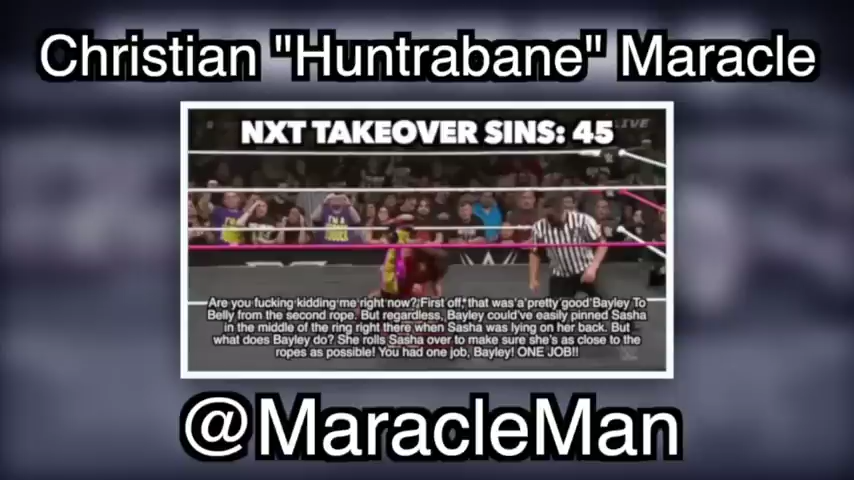 Christian "Huntrabane" Maracle
NXT TAKEOVER SINS: 45
LIVE
Are you fucking kidding me right now? First off, that was a pretty good Bayley To
Belly from the second rope. But regardless, Bayley could've easily pinned Sasha
in the middle of the ring right there when Sasha was lying on her back. But
what does Bayley do? She rolls Sasha over to make sure she's as close to the
ropes as possible! You had one job, Bayley! ONE JOB!!
@MaracleMan